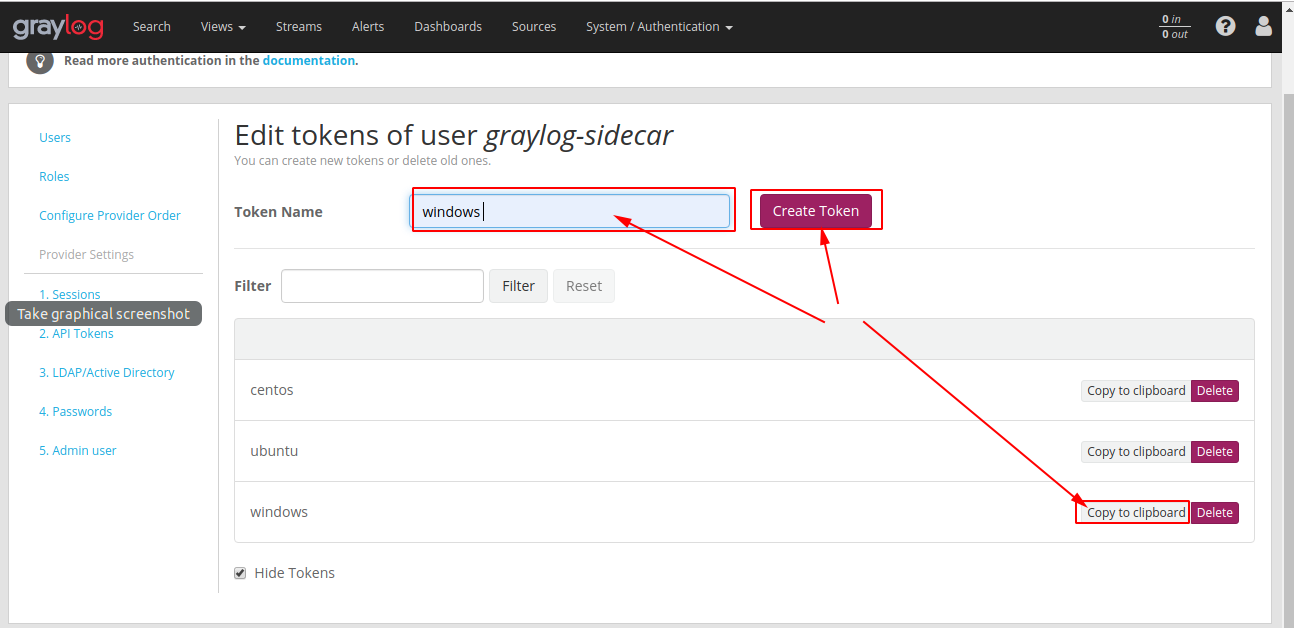 graylog Search Views Streams Alerts Dashboards Sources System / Authentication 0 in
0 out
Read more authentication in the documentation.
Users
Roles
Configure Provider Order
Provider Settings
1. Sessions
Take graphical screenshot
2. API Tokens
3. LDAP/Active Directory
4. Passwords
5. Admin user
Edit tokens of user graylog-sidecar
You can create new tokens or delete old ones.
Token Name windows Create Token
Filter Filter Reset
centos Copy to clipboard Delete
ubuntu Copy to clipboard Delete
windows Copy to clipboard Delete
Hide Tokens